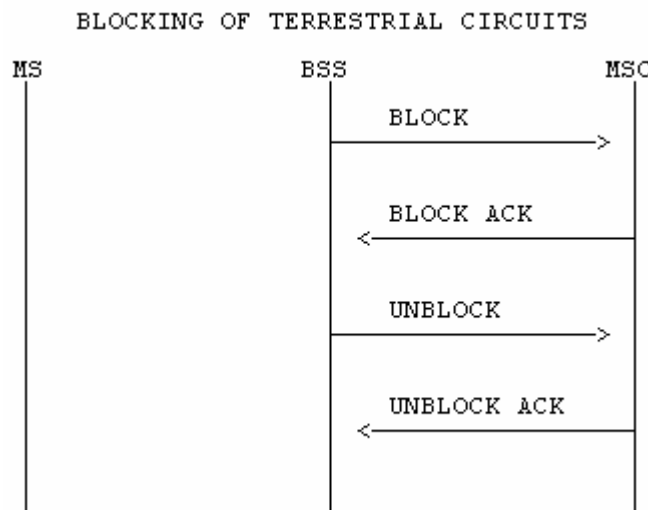 BLOCKING OF TERRESTRIAL CIRCUITS
MS BSS MSC
BLOCK
BLOCK ACK
UNBLOCK
UNBLOCK ACK